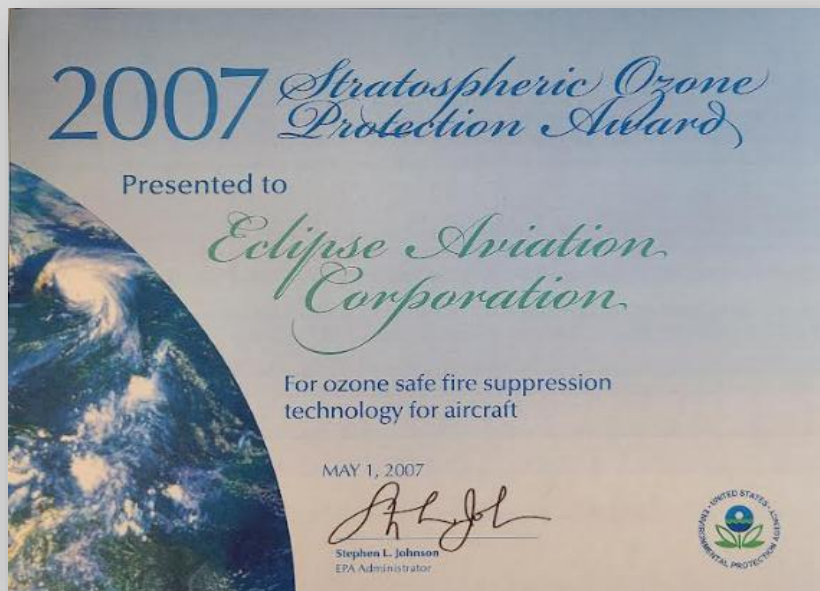 2007 Stratospheric Ozone
Protection Award
Presented to
Eclipse Aviation
Corporation
For ozone safe fire suppression
technology for aircraft
MAY 1, 2007
Stephen L. Johnson
EPA Administrator
UNITED STATES
ENVIRONMENTAL PROTECTION AGENCY